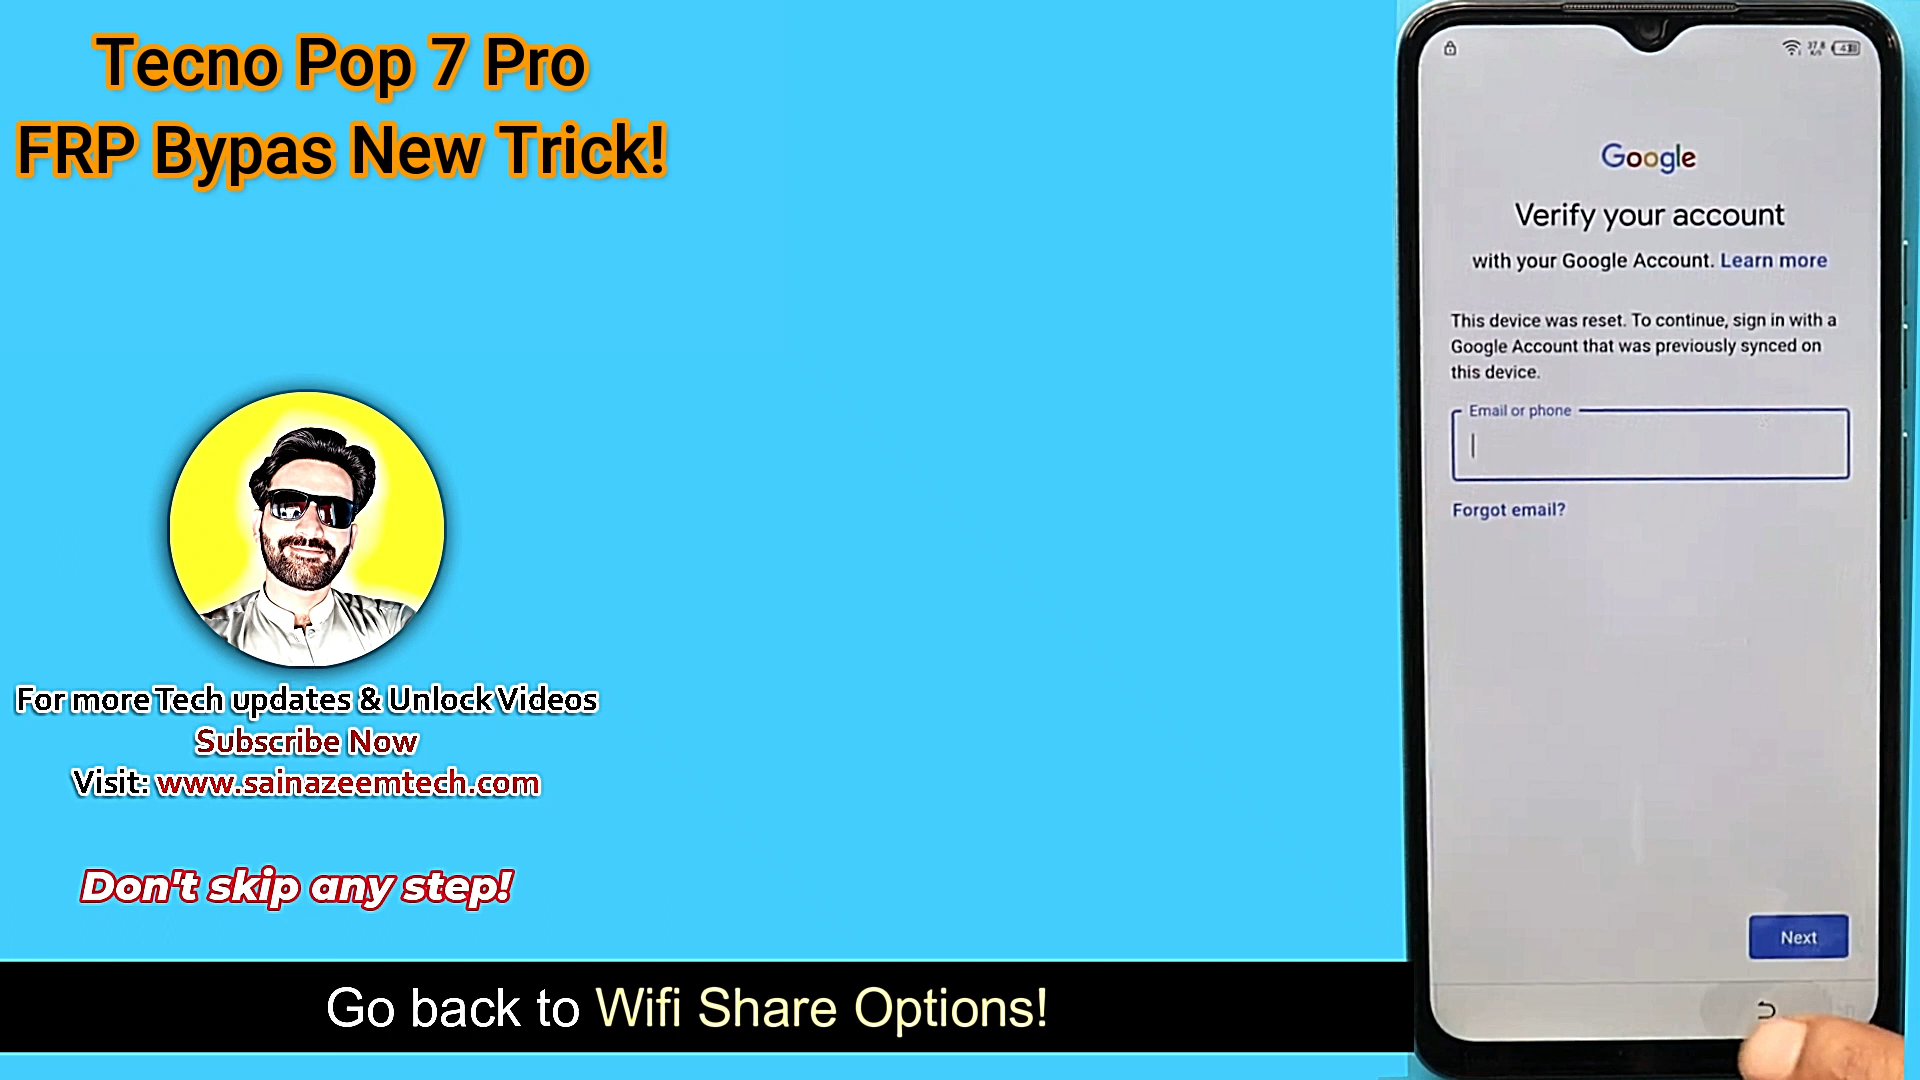 Tecno Pop 7 Pro
FRP Bypas New Trick!
For more Tech updates & Unlock Videos
Subscribe Now
Visit: www.sainazeemtech.com
Don't skip any step!
Go back to Wifi Share Options!
Google
Verify your account
with your Google Account. Learn more
This device was reset. To continue, sign in with a
Google Account that was previously synced on
this device.
Email or phone
Forgot email?
Next